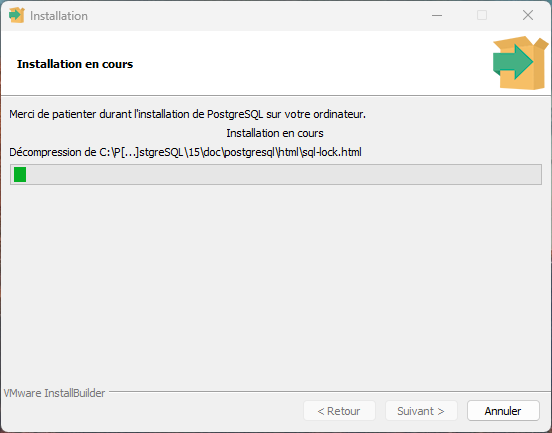 Installation
Installation en cours
Merci de patienter durant l'installation de PostgreSQL sur votre ordinateur.
Installation en cours
Décompression de C:\P[...]stgreSQL\15\doc\postgresql\html\sql-lock.html
VMware InstallBuilder
< Retour
Suivant >
Annuler